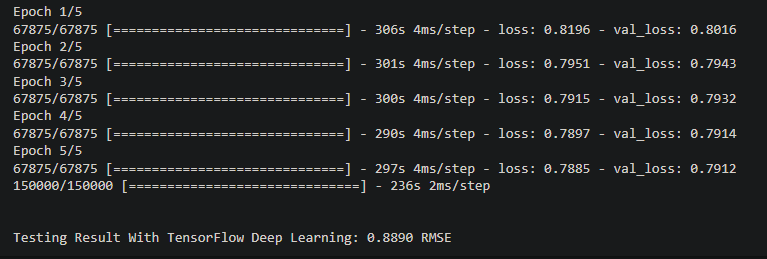 Epoch 1/5
67875/67875 [==============================] - 306s 4ms/step - loss: 0.8196 - val_loss: 0.8016
Epoch 2/5
67875/67875 [==============================] - 301s 4ms/step - loss: 0.7951 - val_loss: 0.7943
Epoch 3/5
67875/67875 [==============================] - 300s 4ms/step - loss: 0.7915 - val_loss: 0.7932
Epoch 4/5
67875/67875 [==============================] - 290s 4ms/step - loss: 0.7897 - val_loss: 0.7914
Epoch 5/5
67875/67875 [==============================] - 297s 4ms/step - loss: 0.7885 - val_loss: 0.7912
150000/150000 [==============================] - 236s 2ms/step
Testing Result With TensorFlow Deep Learning: 0.8890 RMSE